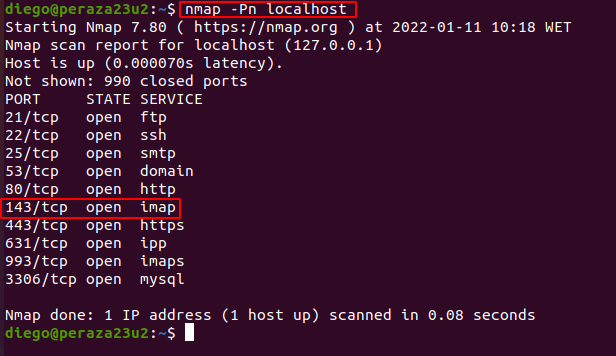 diego@peraza23u2:~$ nmap -Pn localhost
Starting Nmap 7.80 ( https://nmap.org ) at 2022-01-11 10:18 WET
Nmap scan report for localhost (127.0.0.1)
Host is up (0.000070s latency).
Not shown: 990 closed ports
PORT     STATE SERVICE
21/tcp   open  ftp
22/tcp   open  ssh
25/tcp   open  smtp
53/tcp   open  domain
80/tcp   open  http
143/tcp  open  imap
443/tcp  open  https
631/tcp  open  ipp
993/tcp  open  imaps
3306/tcp open  mysql

Nmap done: 1 IP address (1 host up) scanned in 0.08 seconds
diego@peraza23u2:~$